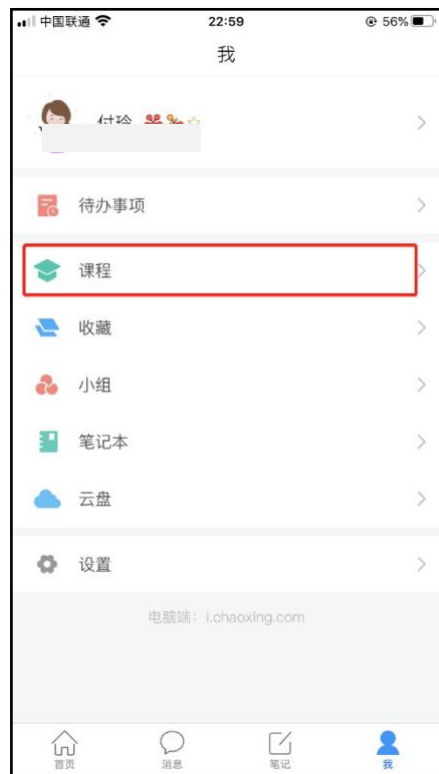 中国联通 22:59 56%
我
付玲
待办事项
课程
收藏
小组
笔记本
云盘
设置
电脑端：i.chaoxing.com
首页 消息 笔记 我